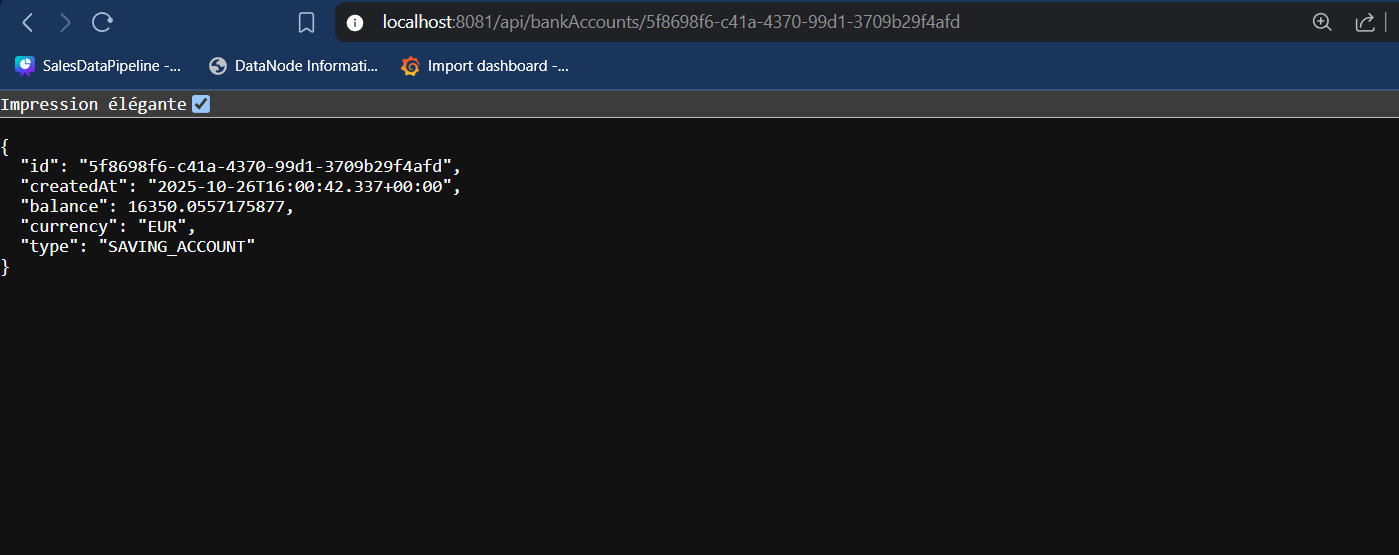 localhost:8081/api/bankAccounts/5f8698f6-c41a-4370-99d1-3709b29f4afd
SalesDataPipeline -... DataNode Informati... Import dashboard -...
Impression élégante
{
  "id": "5f8698f6-c41a-4370-99d1-3709b29f4afd",
  "createdAt": "2025-10-26T16:00:42.337+00:00",
  "balance": 16350.0557175877,
  "currency": "EUR",
  "type": "SAVING_ACCOUNT"
}